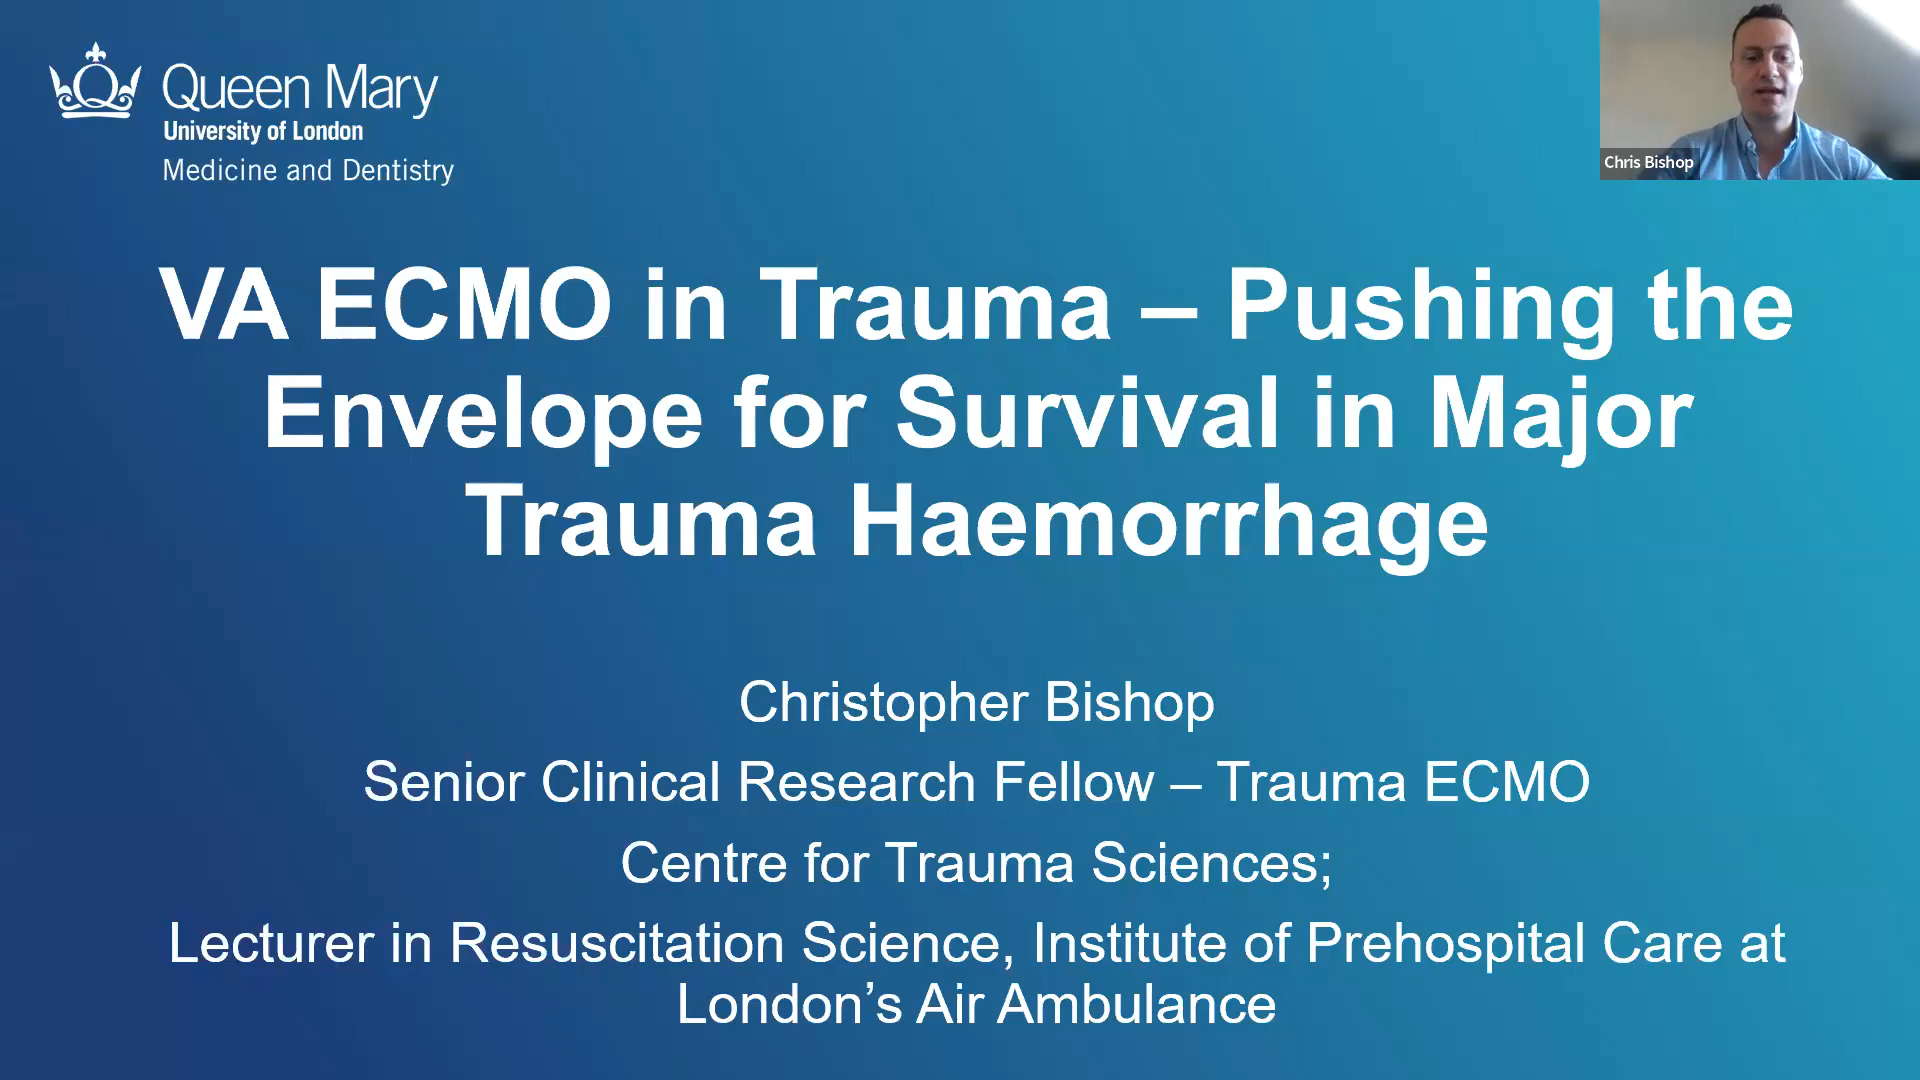 Queen Mary
University of London
Medicine and Dentistry
Chris Bishop
VA ECMO in Trauma – Pushing the
Envelope for Survival in Major
Trauma Haemorrhage
Christopher Bishop
Senior Clinical Research Fellow – Trauma ECMO
Centre for Trauma Sciences;
Lecturer in Resuscitation Science, Institute of Prehospital Care at
London’s Air Ambulance